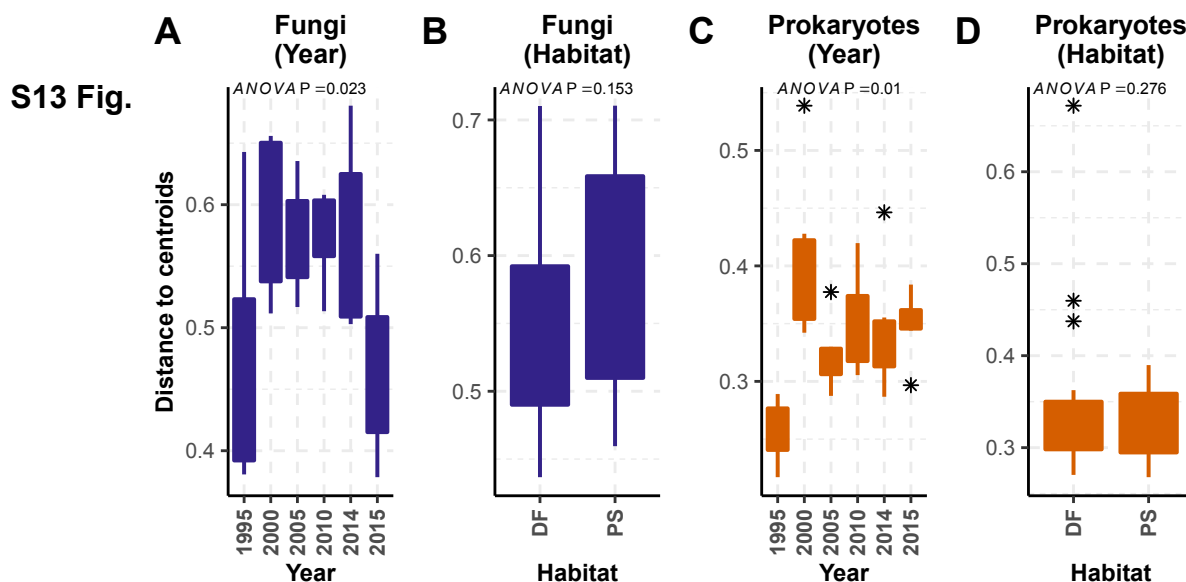 S13 Fig.
A
Fungi
(Year)
ANOVA P =0.023
Distance to centroids
0.6
0.5
0.4
1995
2000
2005
2010
2014
2015
Year
B
Fungi
(Habitat)
ANOVA P =0.153
0.7
0.6
0.5
DF
PS
Habitat
C
Prokaryotes
(Year)
ANOVA P =0.01
0.5
0.4
0.3
1995
2000
2005
2010
2014
2015
Year
D
Prokaryotes
(Habitat)
ANOVA P =0.276
0.6
0.5
0.4
0.3
DF
PS
Habitat